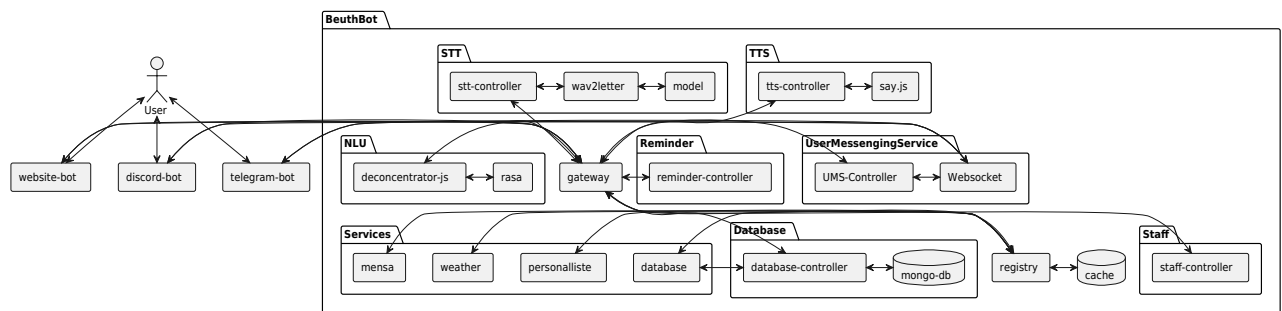 BeuthBot
STT
TTS
stt-controller
wav2letter
model
tts-controller
say.js
User
NLU
Reminder
UserMessengingService
website-bot
discord-bot
telegram-bot
deconcentrator-js
rasa
gateway
reminder-controller
UMS-Controller
Websocket
Services
Database
Staff
mensa
weather
personalliste
database
database-controller
mongo-db
registry
cache
staff-controller